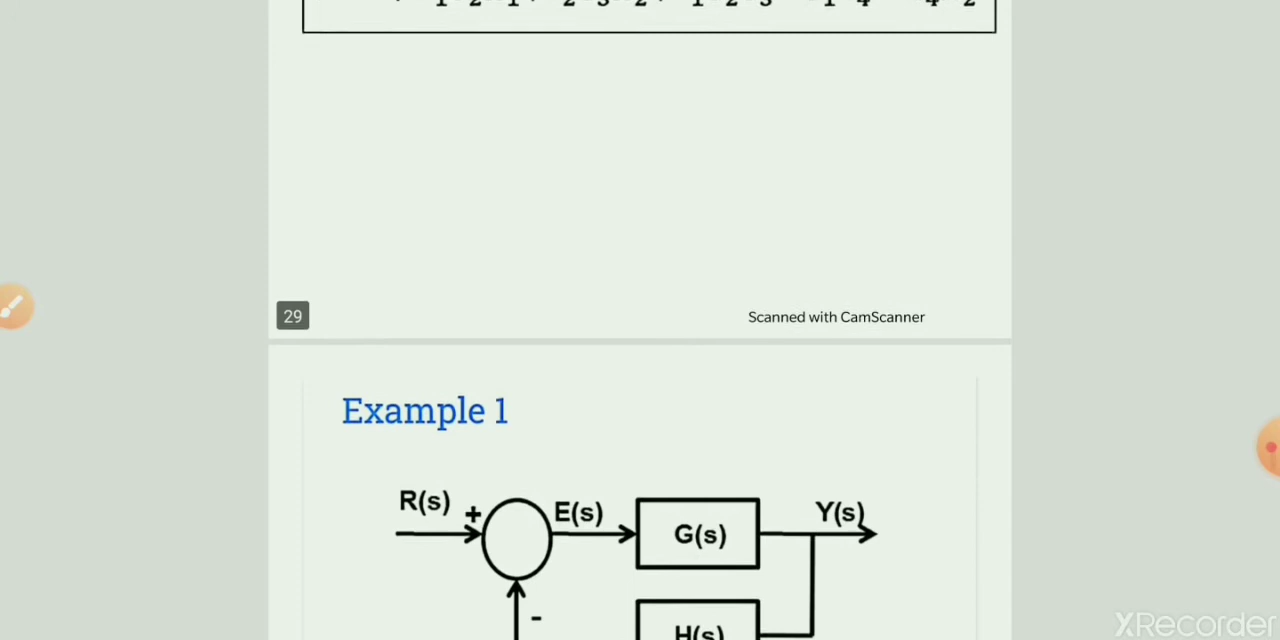 29
Scanned with CamScanner
Example 1
R(s) + E(s) G(s) Y(s)
-
H(s)
XRecorder